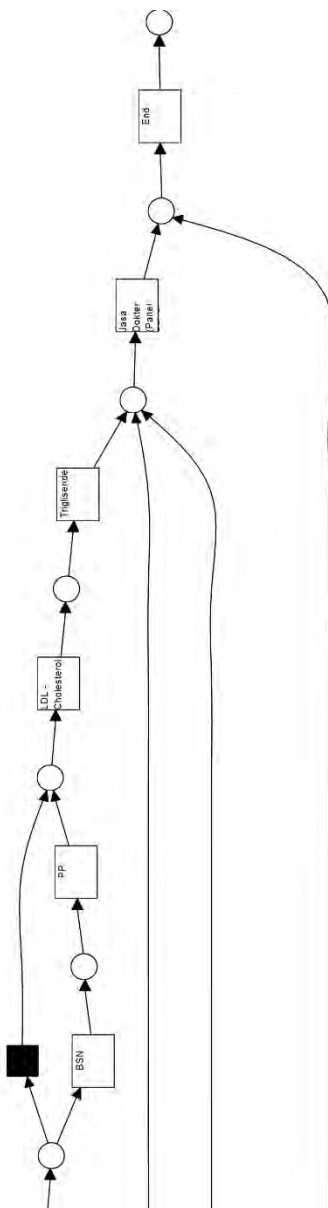 End
Jasa
Dokter
/Panel
Trigliseride
LDL -
Cholesterol
PP
BSN